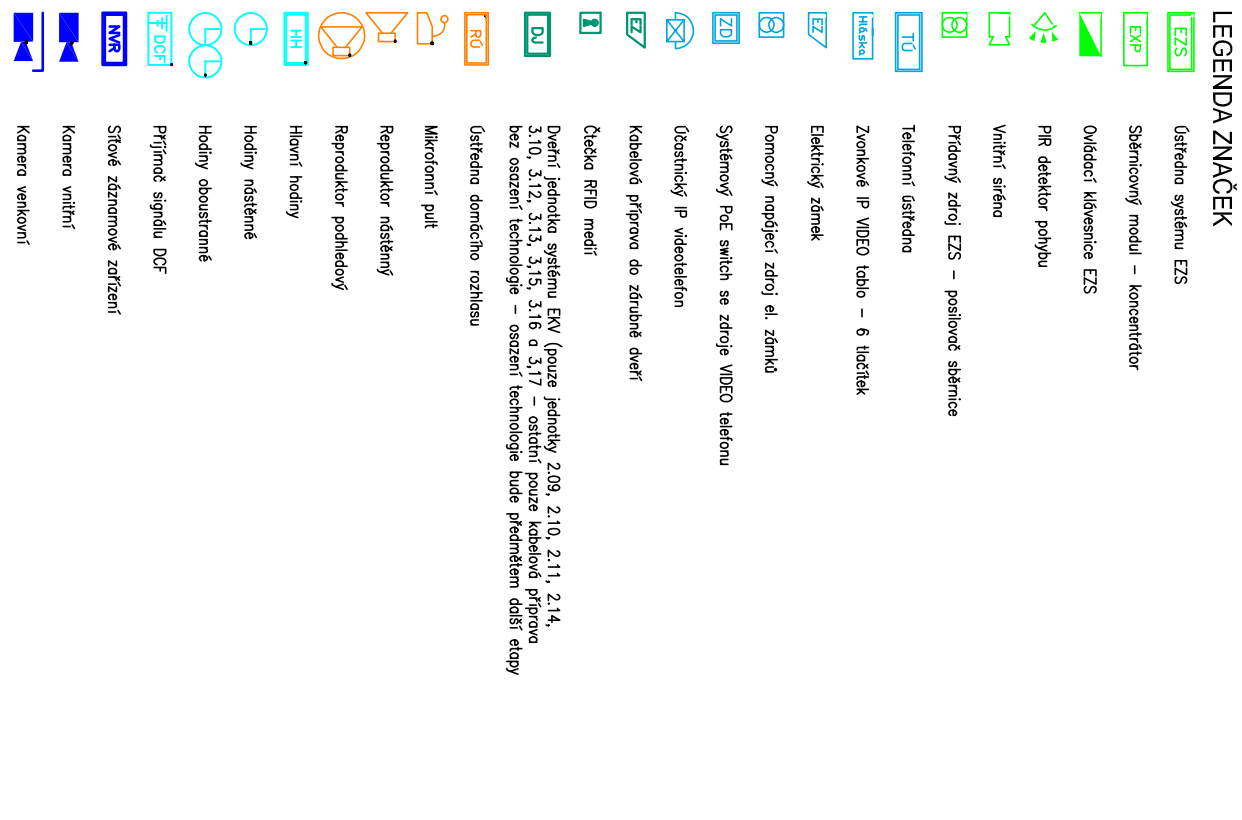 LEGENDA ZNAČEK
EZS Ústředna systému EZS
EXP Sběrnicovný modul – koncentrátor
Ovládací klávesnice EZS
PIR detektor pohybu
Vnitřní siréna
Přídavný zdroj EZS – posilovač sběrnice
TÚ Telefonní ústředna
Hláska Zvonkové IP VIDEO tablo – 6 tlačítek
EZ Elektrický zámek
Pomocný napájecí zdroj el. zámků
ZD Systémový PoE switch se zdroje VIDEO telefonu
Účastnický IP videotelefon
EZ Kabelová příprava do zárubně dveří
Čtečka RFID medií
DJ Dveřní jednotka systému EKV (pouze jednotky 2.09, 2.10, 2.11, 2.14,
3.10, 3.12, 3.13, 3,15, 3.16 a 3,17 – ostatní pouze kabelová příprava
bez osazení technologie – osazení technologie bude předmětem další etapy
RÚ Ústředna domácího rozhlasu
Mikrofonní pult
Reproduktor nástěnný
Reproduktor podhledový
HH Hlavní hodiny
Hodiny nástěnné
Hodiny oboustranné
DCF Příjímač signálu DCF
NVR Síťové záznamové zařízení
Kamera vnitřní
Kamera venkovní